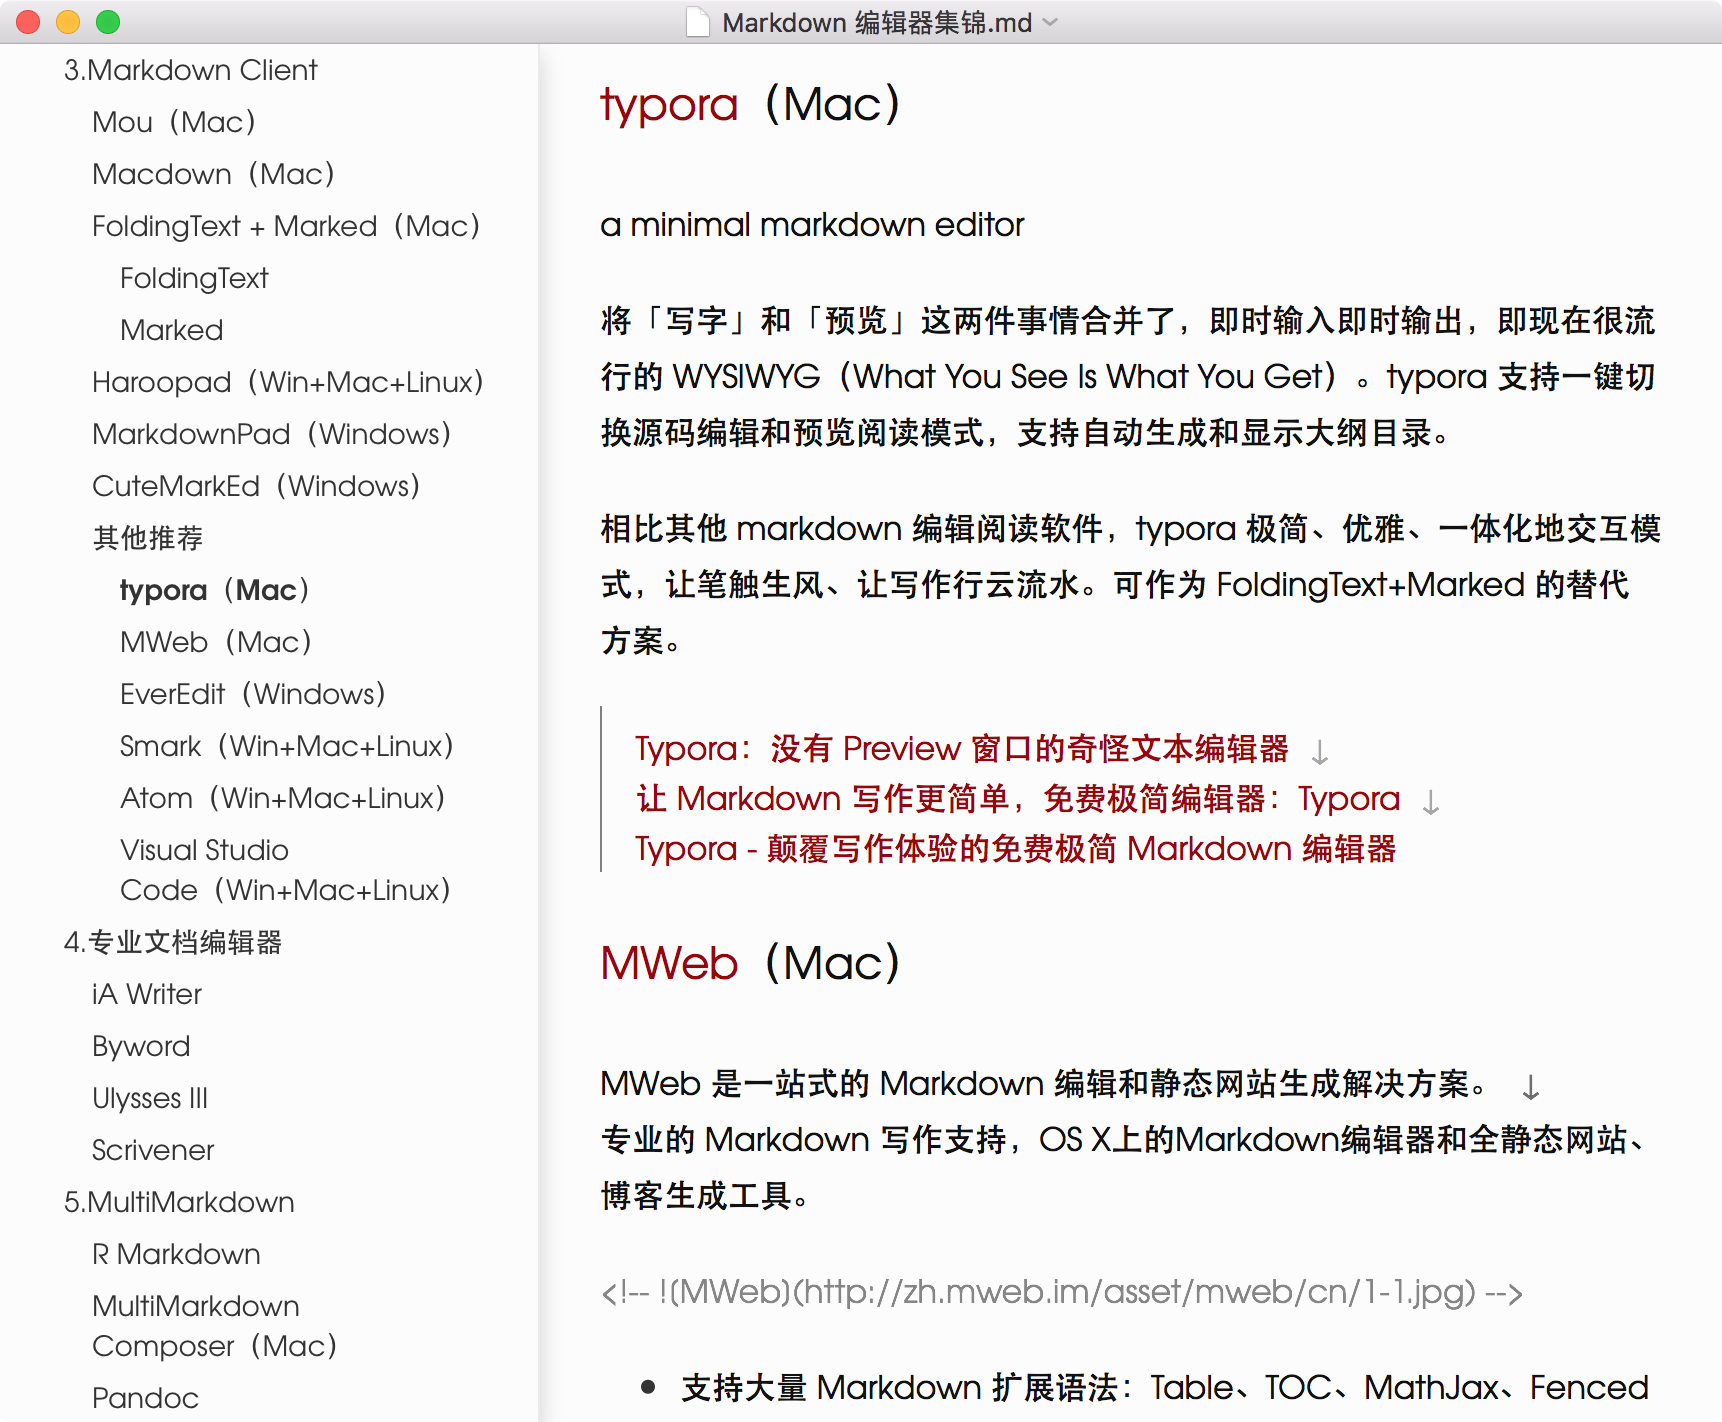 Markdown 编辑器集锦.md
3.Markdown Client
Mou（Mac）
Macdown（Mac）
FoldingText + Marked（Mac）
FoldingText
Marked
Haroopad（Win+Mac+Linux）
MarkdownPad（Windows）
CuteMarkEd（Windows）
其他推荐
typora（Mac）
MWeb（Mac）
EverEdit（Windows）
Smark（Win+Mac+Linux）
Atom（Win+Mac+Linux）
Visual Studio
Code（Win+Mac+Linux）
4.专业文档编辑器
iA Writer
Byword
Ulysses III
Scrivener
5.MultiMarkdown
R Markdown
MultiMarkdown
Composer（Mac）
Pandoc
typora（Mac）
a minimal markdown editor
将「写字」和「预览」这两件事情合并了，即时输入即时输出，即现在很流
行的 WYSIWYG（What You See Is What You Get）。typora 支持一键切
换源码编辑和预览阅读模式，支持自动生成和显示大纲目录。
相比其他 markdown 编辑阅读软件，typora 极简、优雅、一体化地交互模
式，让笔触生风、让写作行云流水。可作为 FoldingText+Marked 的替代
方案。
Typora：没有 Preview 窗口的奇怪文本编辑器 ↓
让 Markdown 写作更简单，免费极简编辑器：Typora ↓
Typora - 颠覆写作体验的免费极简 Markdown 编辑器
MWeb（Mac）
MWeb 是一站式的 Markdown 编辑和静态网站生成解决方案。 ↓
专业的 Markdown 写作支持，OS X上的Markdown编辑器和全静态网站、
博客生成工具。
<!-- ![MWeb](http://zh.mweb.im/asset/mweb/cn/1-1.jpg) -->
• 支持大量 Markdown 扩展语法：Table、TOC、MathJax、Fenced